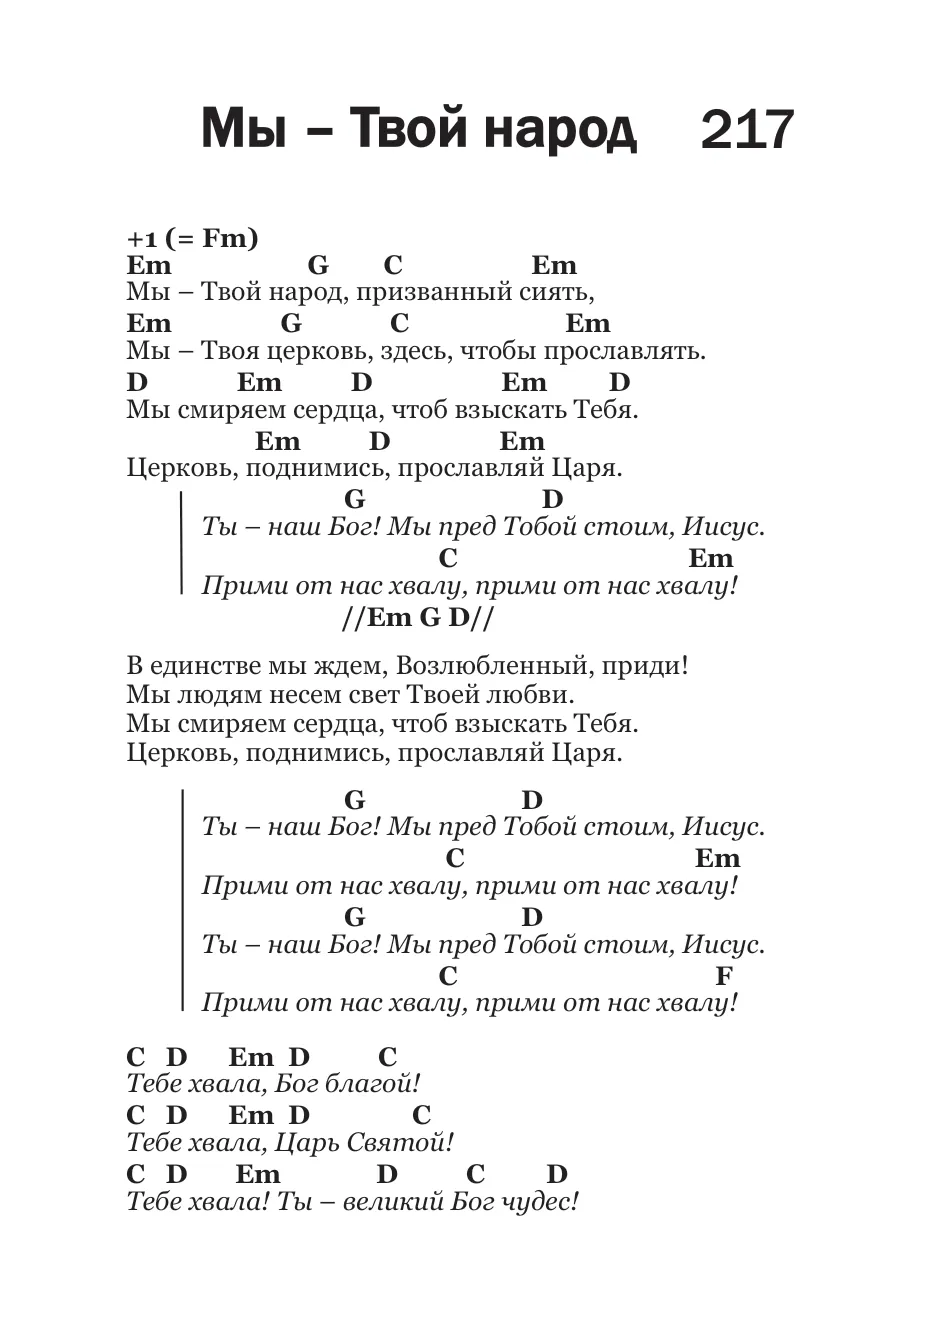 Мы – Твой народ 217
+1 (= Fm)
Em G C Em
Мы – Твой народ, призванный сиять,
Em G C Em
Мы – Твоя церковь, здесь, чтобы прославлять.
D Em D Em D
Мы смиряем сердца, чтоб взыскать Тебя.
Em D Em
Церковь, поднимись, прославляй Царя.
G D
Ты – наш Бог! Мы пред Тобой стоим, Иисус.
C Em
Прими от нас хвалу, прими от нас хвалу!
//Em G D//
В единстве мы ждем, Возлюбленный, приди!
Мы людям несем свет Твоей любви.
Мы смиряем сердца, чтоб взыскать Тебя.
Церковь, поднимись, прославляй Царя.
G D
Ты – наш Бог! Мы пред Тобой стоим, Иисус.
C Em
Прими от нас хвалу, прими от нас хвалу!
G D
Ты – наш Бог! Мы пред Тобой стоим, Иисус.
C F
Прими от нас хвалу, прими от нас хвалу!
C D Em D C
Тебе хвала, Бог благой!
C D Em D C
Тебе хвала, Царь Святой!
C D Em D C D
Тебе хвала! Ты – великий Бог чудес!